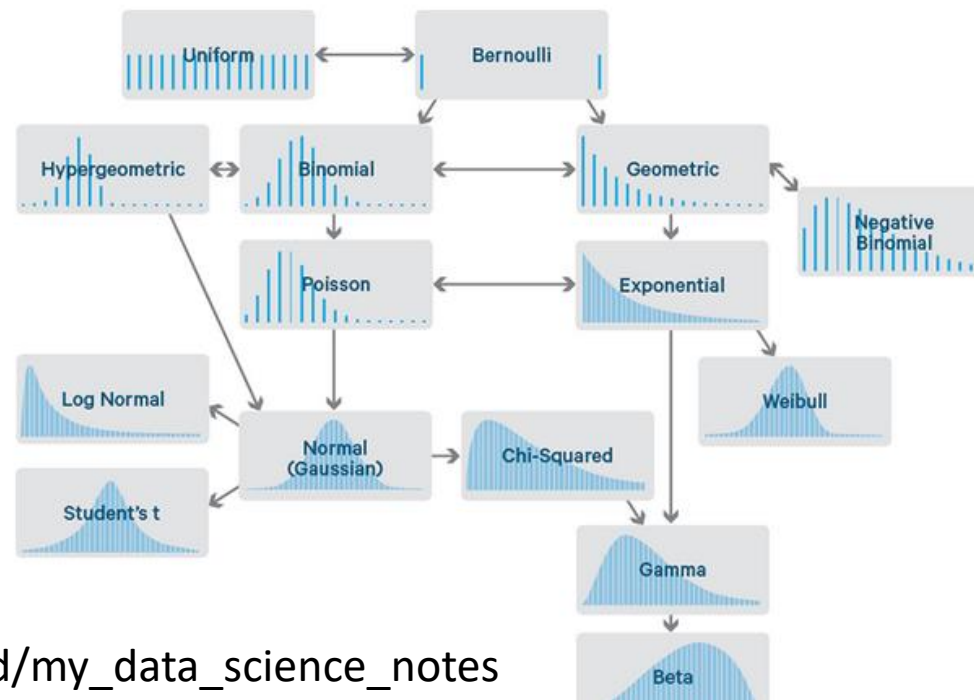 Uniform
Bernoulli
Hypergeometric
Binomial
Geometric
Negative
Binomial
Poisson
Exponential
Log Normal
Weibull
Normal
(Gaussian)
Chi-Squared
Student's t
Gamma
d/my_data_science_notes
Beta